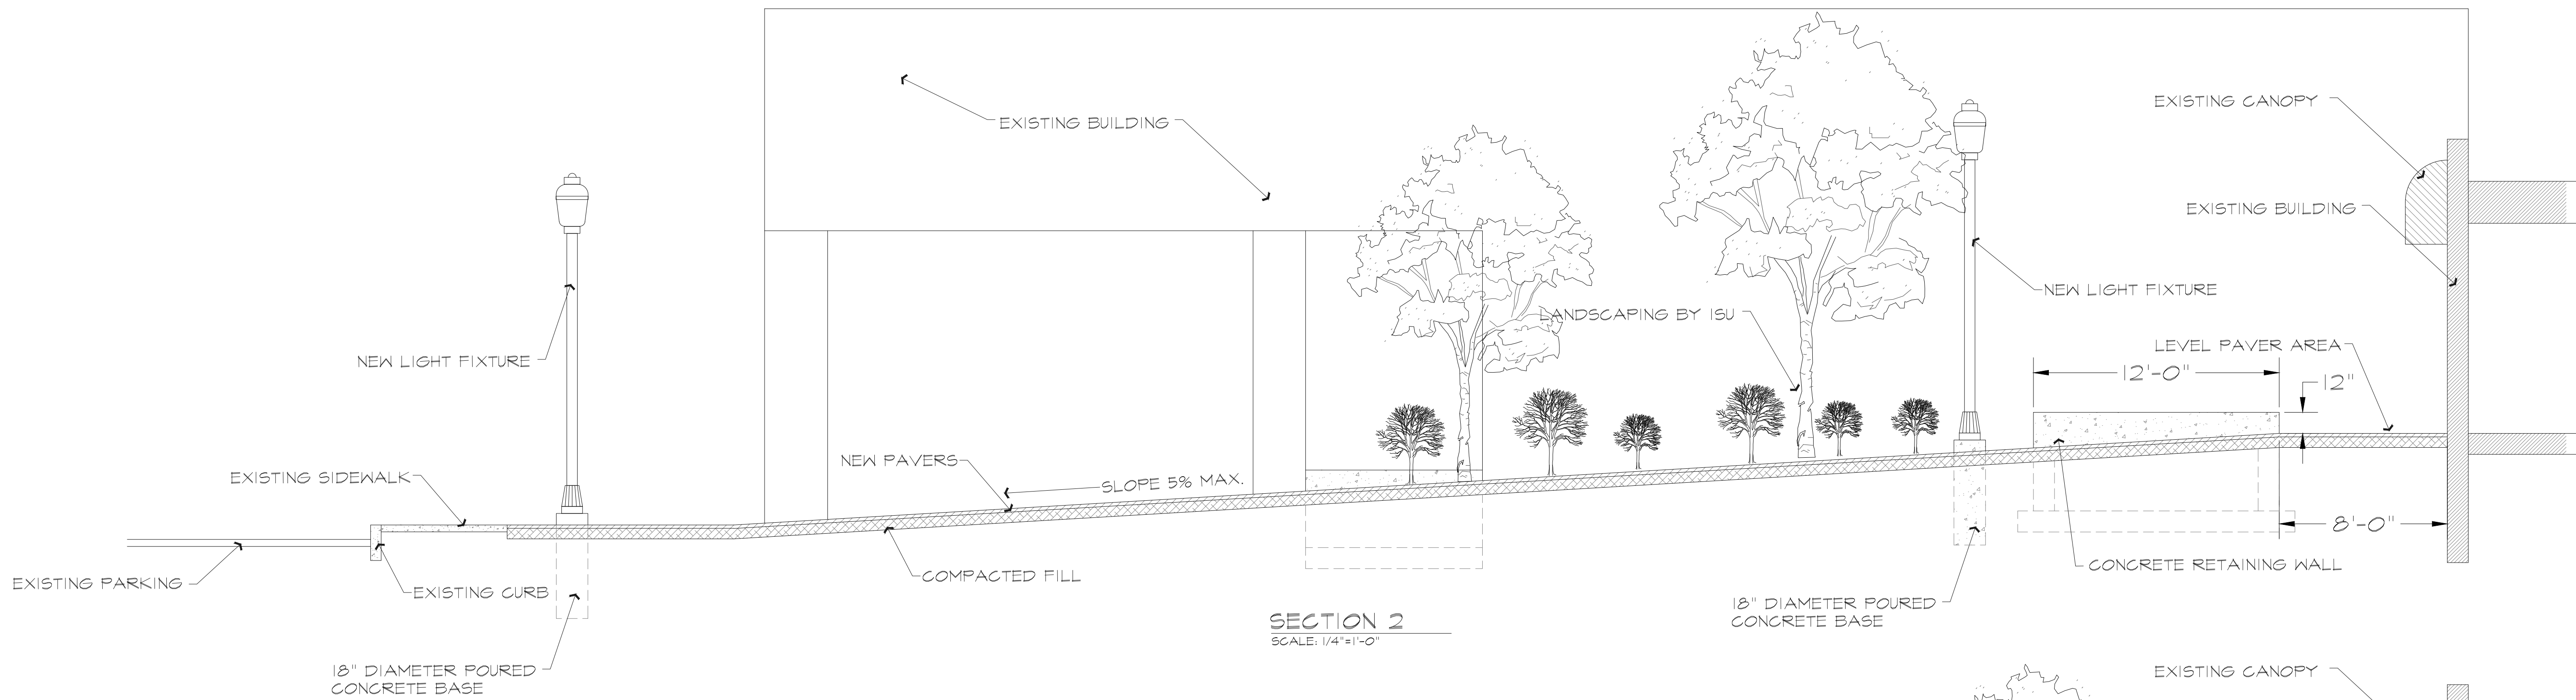 EXISTING BUILDING
EXISTING CANOPY
EXISTING BUILDING
NEW LIGHT FIXTURE
LANDSCAPING BY ISU
LEVEL PAVER AREA
NEW LIGHT FIXTURE
12'-0"
12"
NEW PAVERS
EXISTING SIDEWALK
SLOPE 5% MAX.
8'-0"
CONCRETE RETAINING WALL
EXISTING PARKING
EXISTING CURB
COMPACTED FILL
18" DIAMETER POURED
CONCRETE BASE
SECTION 2
SCALE: 1/4"=1'-0"
18" DIAMETER POURED
CONCRETE BASE
EXISTING CANOPY